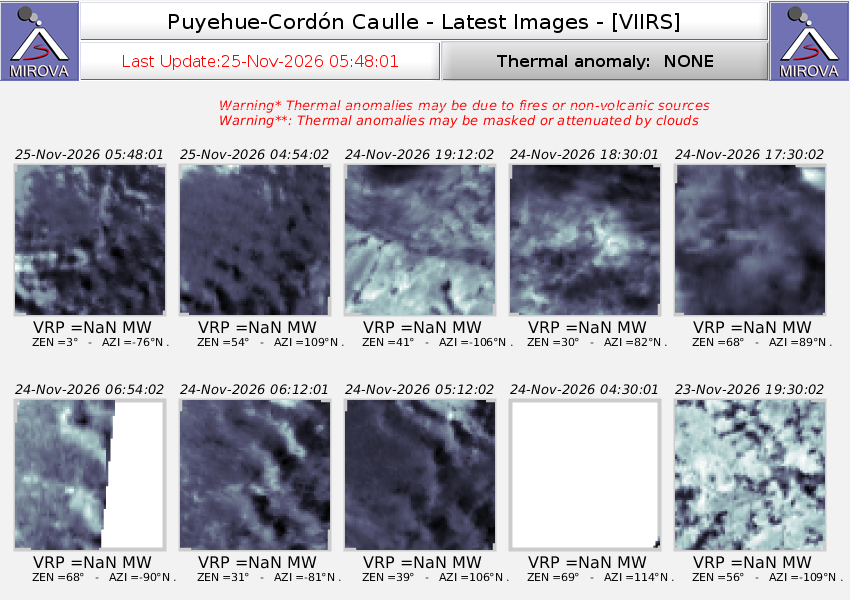 MIROVA
Puyehue-Cordón Caulle - Latest Images - [VIIRS]
MIROVA
Last Update:25-Nov-2026 05:48:01
Thermal anomaly: NONE
Warning* Thermal anomalies may be due to fires or non-volcanic sources
Warning**: Thermal anomalies may be masked or attenuated by clouds
25-Nov-2026 05:48:01 25-Nov-2026 04:54:02 24-Nov-2026 19:12:02 24-Nov-2026 18:30:01 24-Nov-2026 17:30:02
VRP =NaN MW VRP =NaN MW VRP =NaN MW VRP =NaN MW VRP =NaN MW
ZEN =3° - AZI =-76°N . ZEN =54° - AZI =109°N . ZEN =41° - AZI =-106°N . ZEN =30° - AZI =82°N . ZEN =68° - AZI =89°N .
24-Nov-2026 06:54:02 24-Nov-2026 06:12:01 24-Nov-2026 05:12:02 24-Nov-2026 04:30:01 23-Nov-2026 19:30:02
VRP =NaN MW VRP =NaN MW VRP =NaN MW VRP =NaN MW VRP =NaN MW
ZEN =68° - AZI =-90°N . ZEN =31° - AZI =-81°N . ZEN =39° - AZI =106°N . ZEN =69° - AZI =114°N . ZEN =56° - AZI =-109°N .